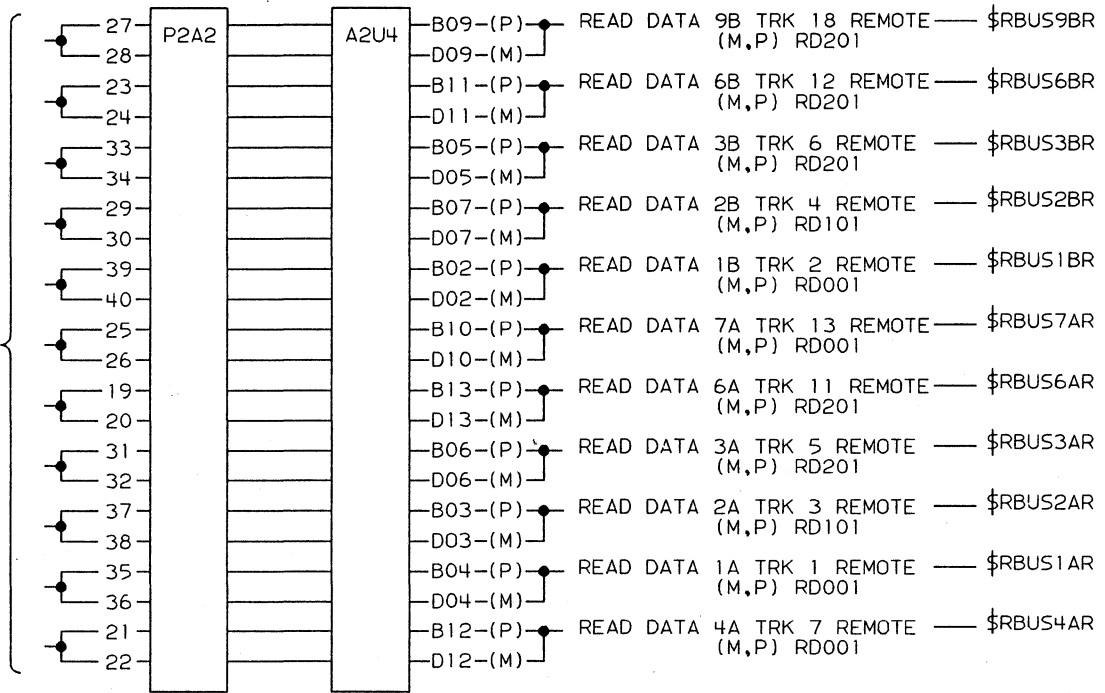 P2A2 A2U4
27 B09-(P) READ DATA 9B TRK 18 REMOTE $RBUS9BR
28 D09-(M) (M,P) RD201
23 B11-(P) READ DATA 6B TRK 12 REMOTE $RBUS6BR
24 D11-(M) (M,P) RD201
33 B05-(P) READ DATA 3B TRK 6 REMOTE $RBUS3BR
34 D05-(M) (M,P) RD201
29 B07-(P) READ DATA 2B TRK 4 REMOTE $RBUS2BR
30 D07-(M) (M,P) RD101
39 B02-(P) READ DATA 1B TRK 2 REMOTE $RBUS1BR
40 D02-(M) (M,P) RD001
25 B10-(P) READ DATA 7A TRK 13 REMOTE $RBUS7AR
26 D10-(M) (M,P) RD001
19 B13-(P) READ DATA 6A TRK 11 REMOTE $RBUS6AR
20 D13-(M) (M,P) RD201
31 B06-(P) READ DATA 3A TRK 5 REMOTE $RBUS3AR
32 D06-(M) (M,P) RD201
37 B03-(P) READ DATA 2A TRK 3 REMOTE $RBUS2AR
38 D03-(M) (M,P) RD101
35 B04-(P) READ DATA 1A TRK 1 REMOTE $RBUS1AR
36 D04-(M) (M,P) RD001
21 B12-(P) READ DATA 4A TRK 7 REMOTE $RBUS4AR
22 D12-(M) (M,P) RD001